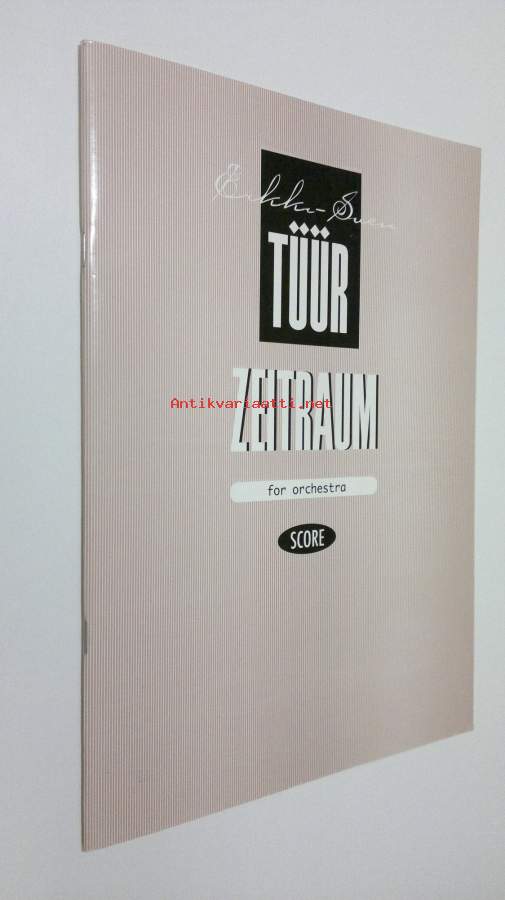 Erkki-Sven
TÜÜR
ZEITRAUM
Antikvariaatti.net
for orchestra
SCORE